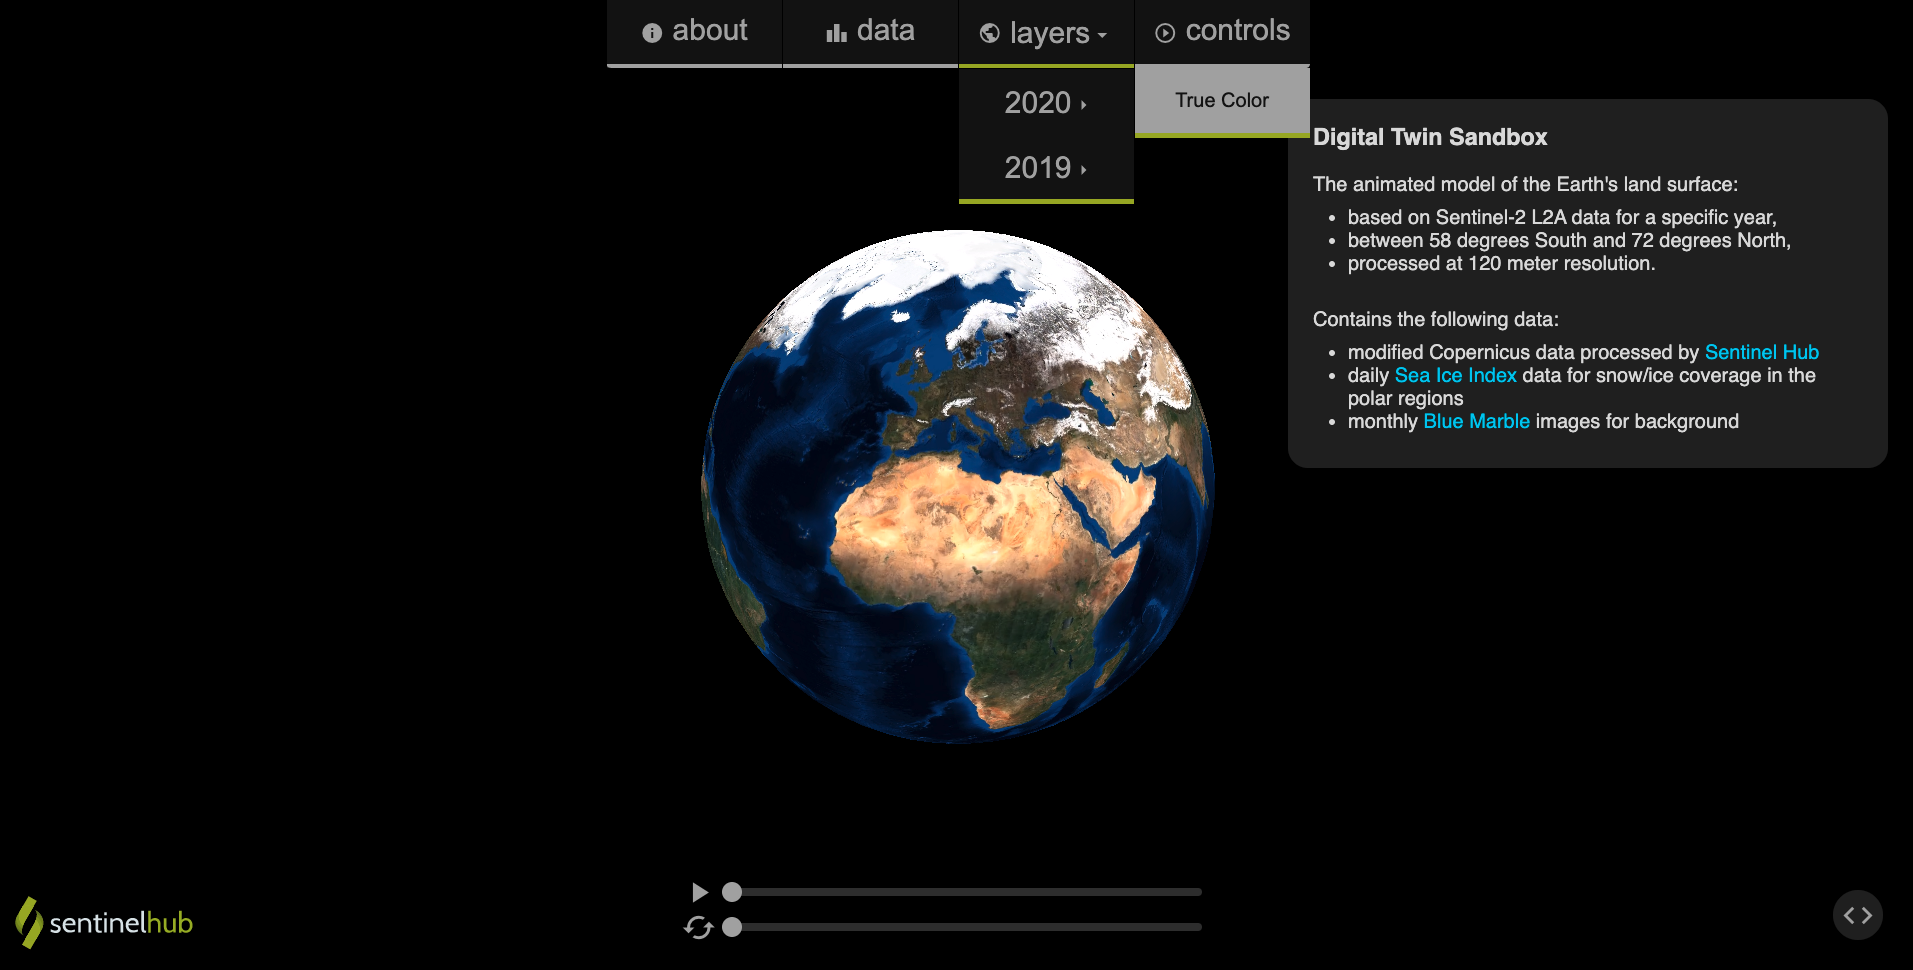 about
data
layers
controls
2020
True Color
2019
Digital Twin Sandbox
The animated model of the Earth's land surface:
• based on Sentinel-2 L2A data for a specific year,
• between 58 degrees South and 72 degrees North,
• processed at 120 meter resolution.
Contains the following data:
• modified Copernicus data processed by Sentinel Hub
• daily Sea Ice Index data for snow/ice coverage in the
polar regions
• monthly Blue Marble images for background
sentinelhub